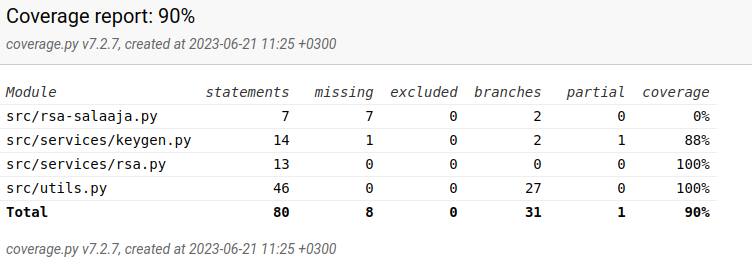 Coverage report: 90%
coverage.py v7.2.7, created at 2023-06-21 11:25 +0300
Module statements missing excluded branches partial coverage
src/rsa-salaaja.py 7 7 0 2 0 0%
src/services/keygen.py 14 1 0 2 1 88%
src/services/rsa.py 13 0 0 0 0 100%
src/utils.py 46 0 0 27 0 100%
Total 80 8 0 31 1 90%
coverage.py v7.2.7, created at 2023-06-21 11:25 +0300